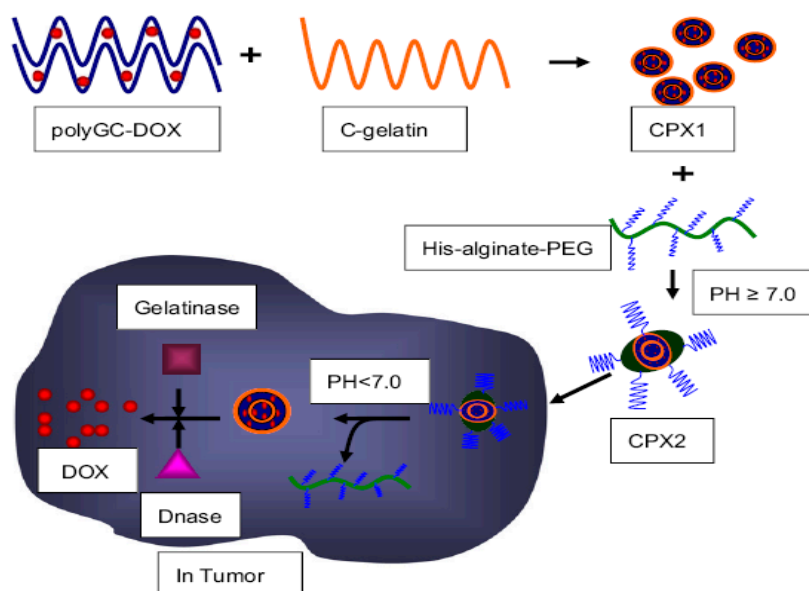 +
polyGC-DOX
C-gelatin
CPX1
+
His-alginate-PEG
PH ≥ 7.0
Gelatinase
PH<7.0
DOX
CPX2
Dnase
In Tumor